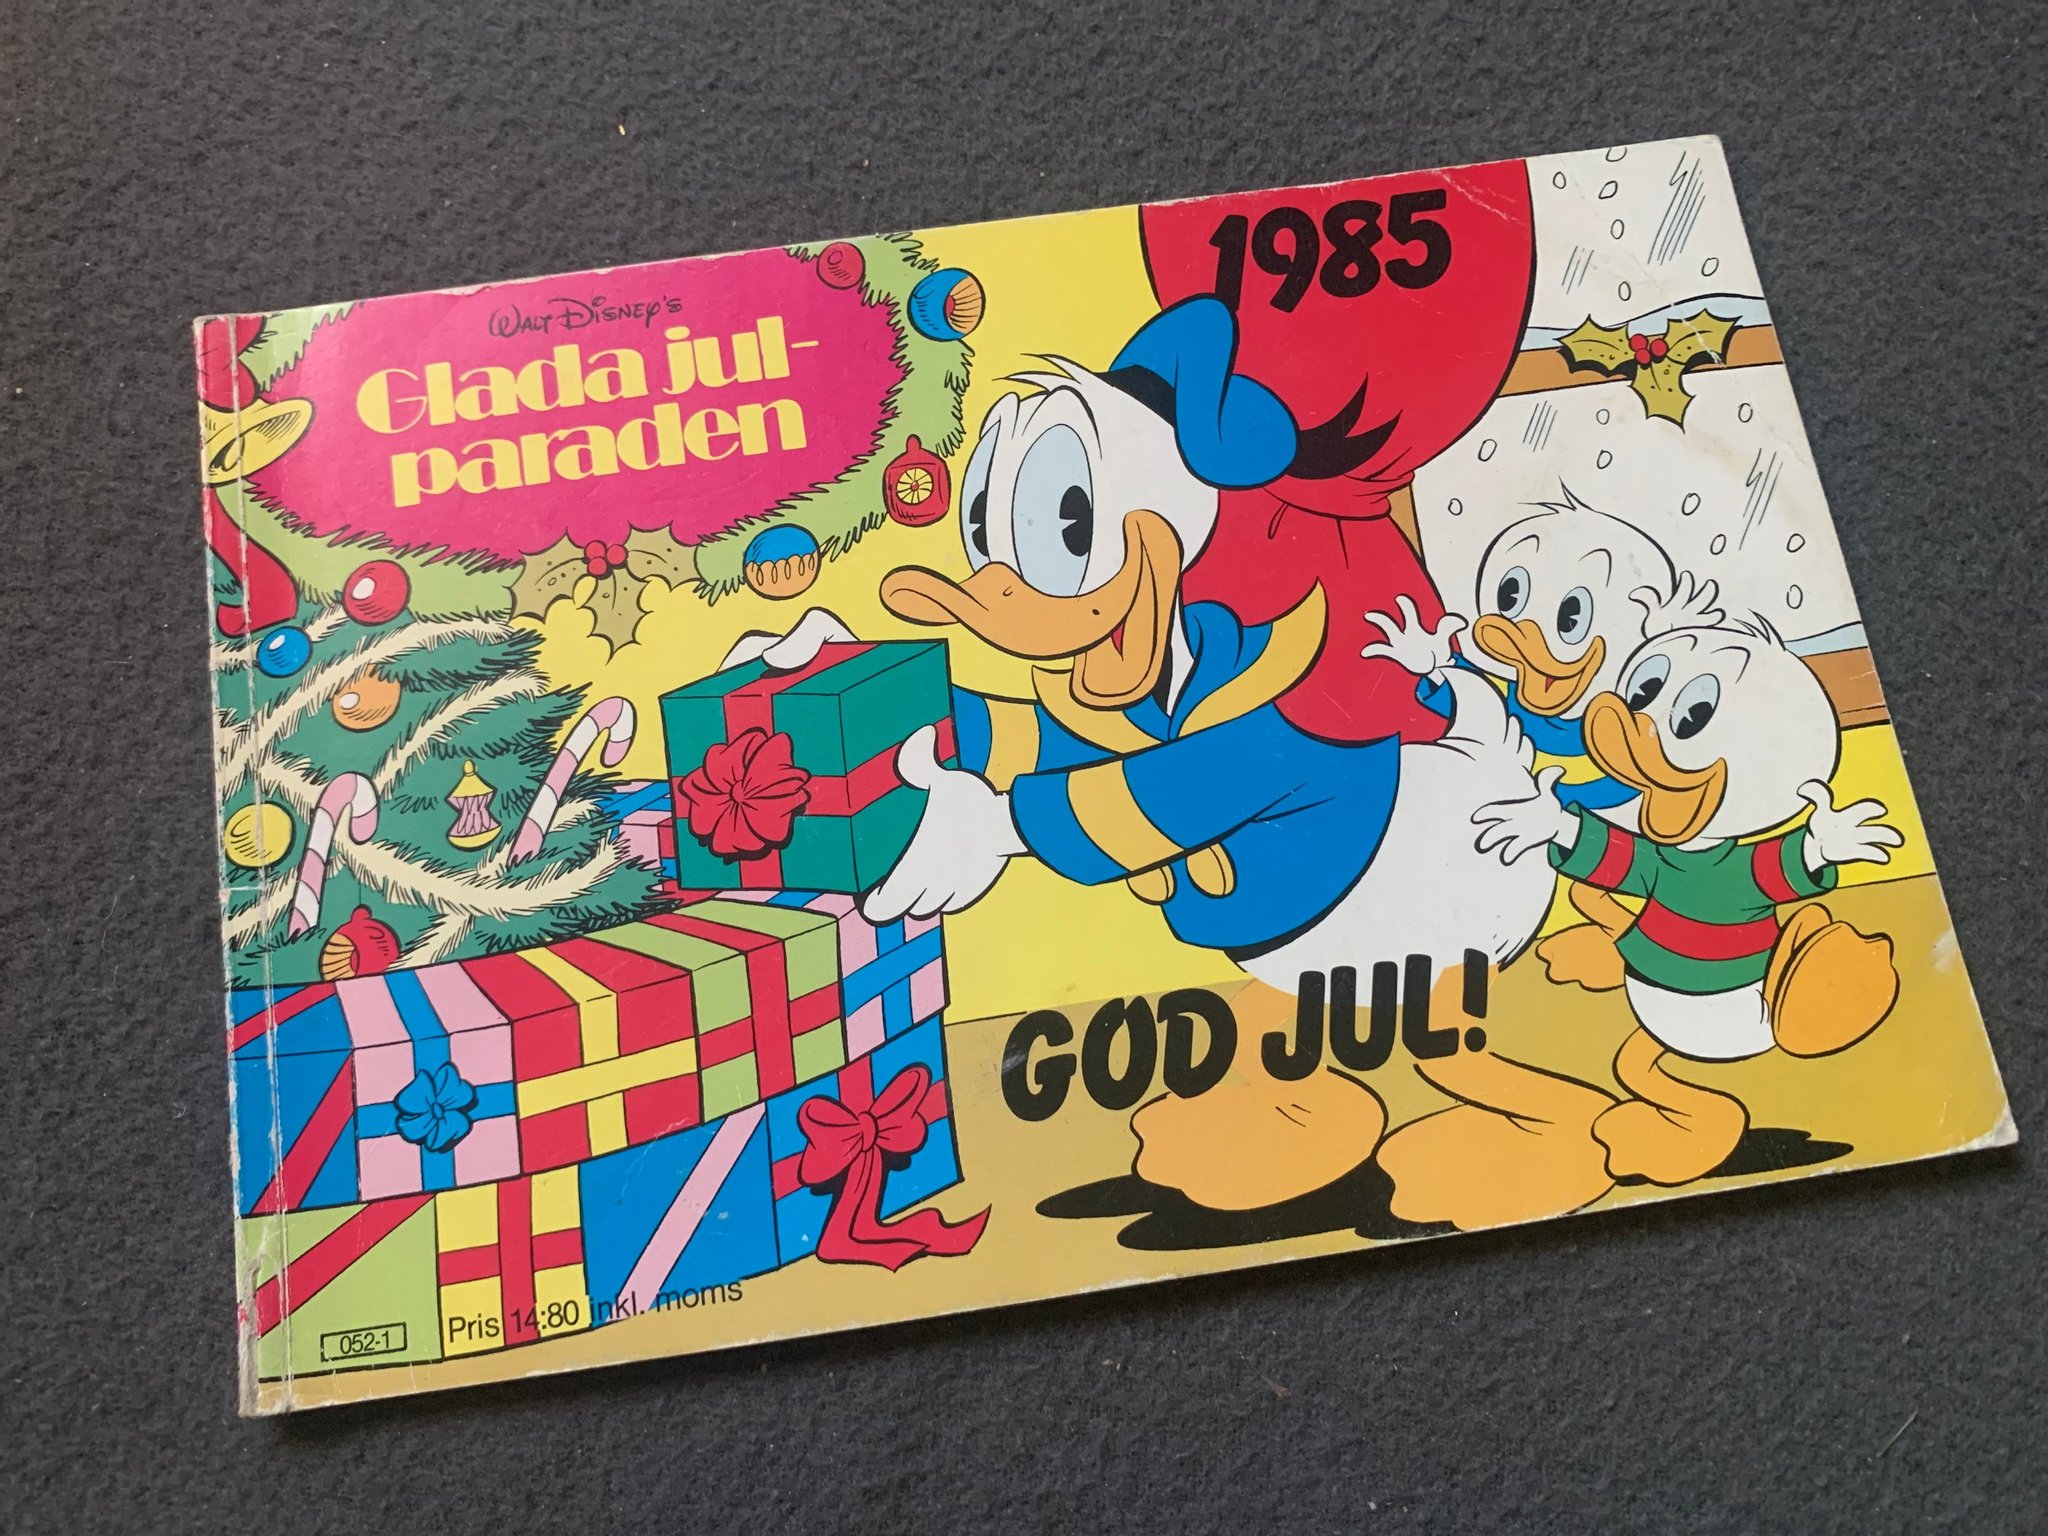 WALT DISNEY'S
Glada jul-
paraden
1985
GOD JUL!
052-1
Pris 14:80 inkl. moms